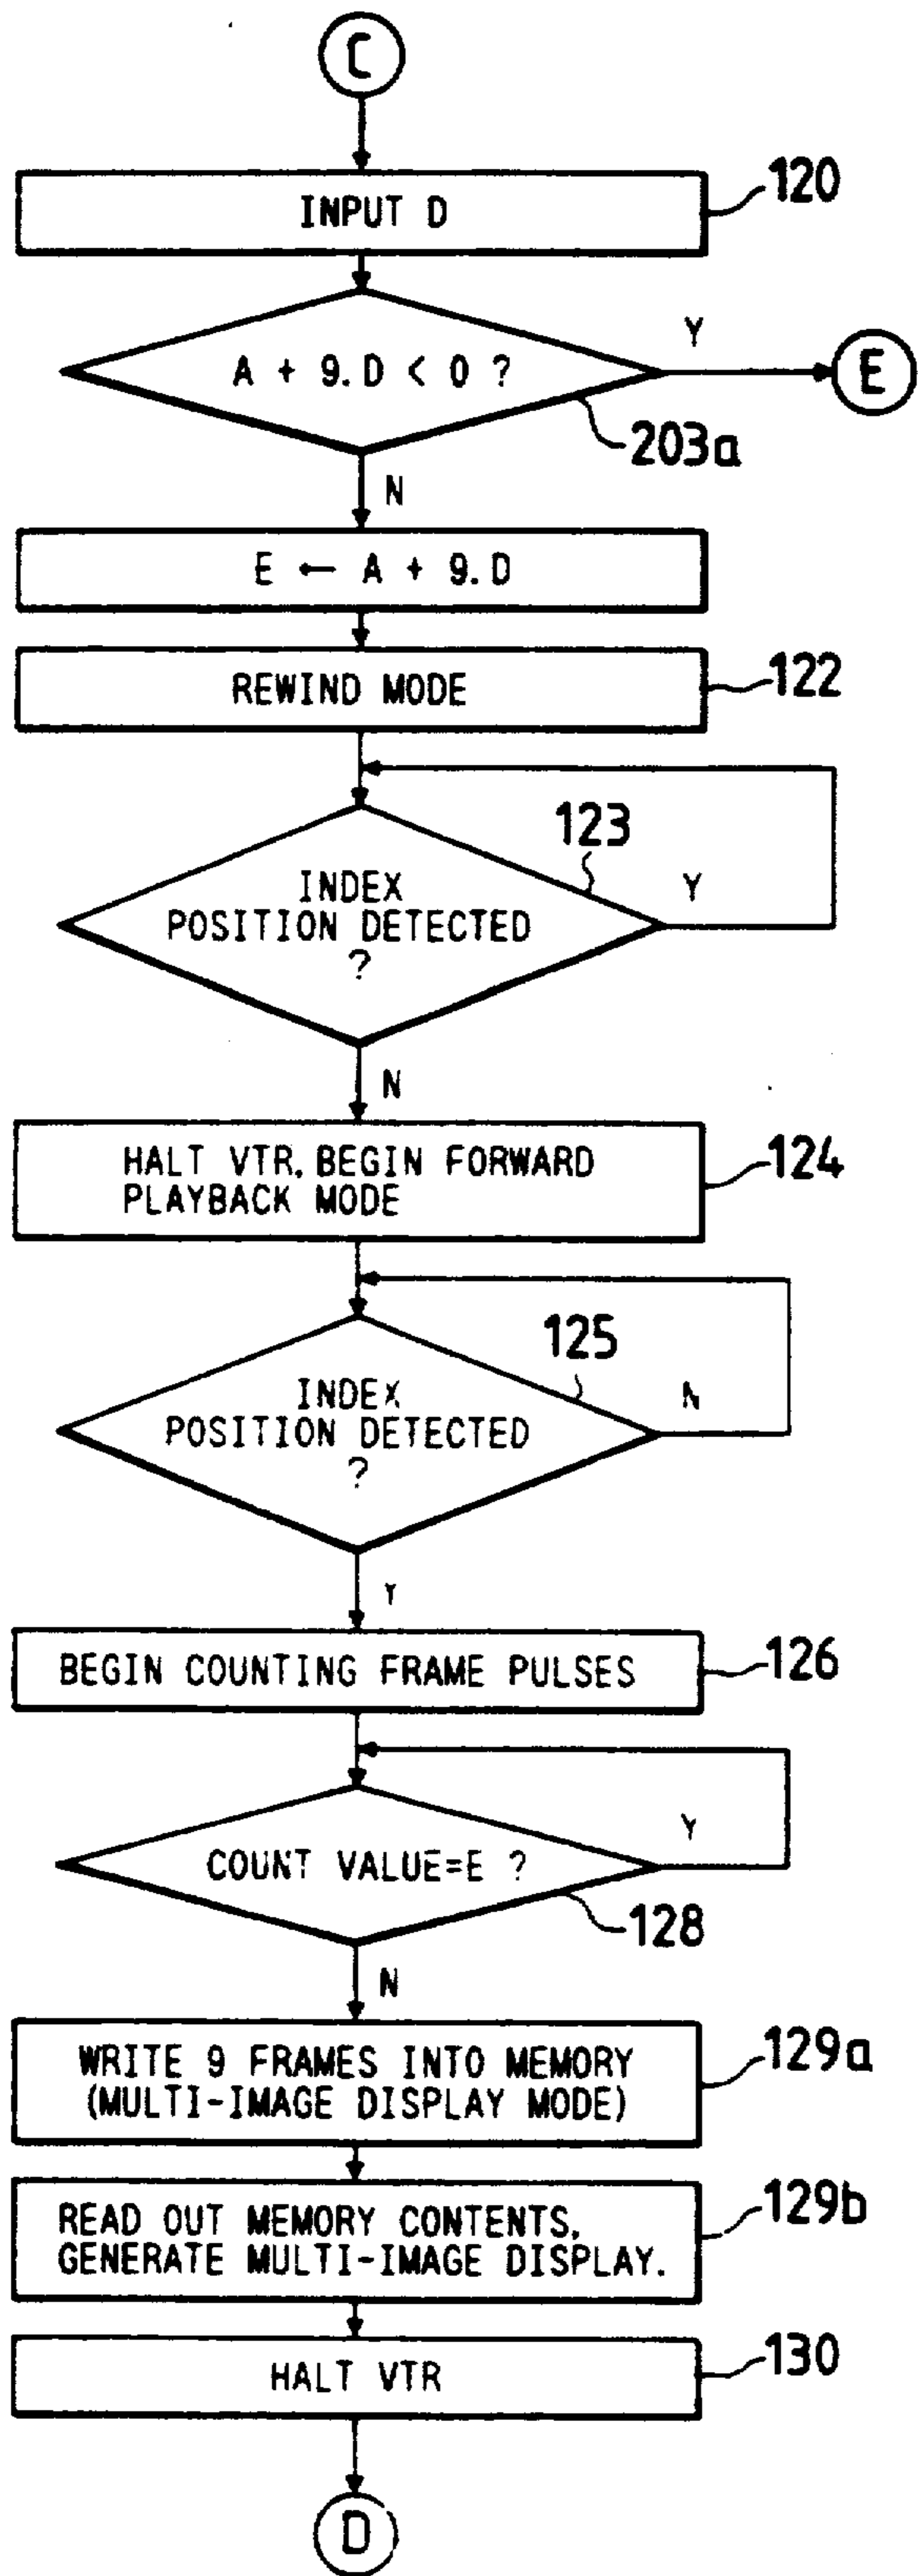 C
INPUT D
120
A + 9.D < 0 ?
Y
E
203a
N
E ← A + 9.D
REWIND MODE
122
123
INDEX
POSITION DETECTED
?
Y
N
HALT VTR, BEGIN FORWARD
PLAYBACK MODE
124
125
INDEX
POSITION DETECTED
?
N
Y
BEGIN COUNTING FRAME PULSES
126
COUNT VALUE=E ?
Y
128
N
WRITE 9 FRAMES INTO MEMORY
(MULTI-IMAGE DISPLAY MODE)
129a
READ OUT MEMORY CONTENTS,
GENERATE MULTI-IMAGE DISPLAY.
129b
HALT VTR
130
D